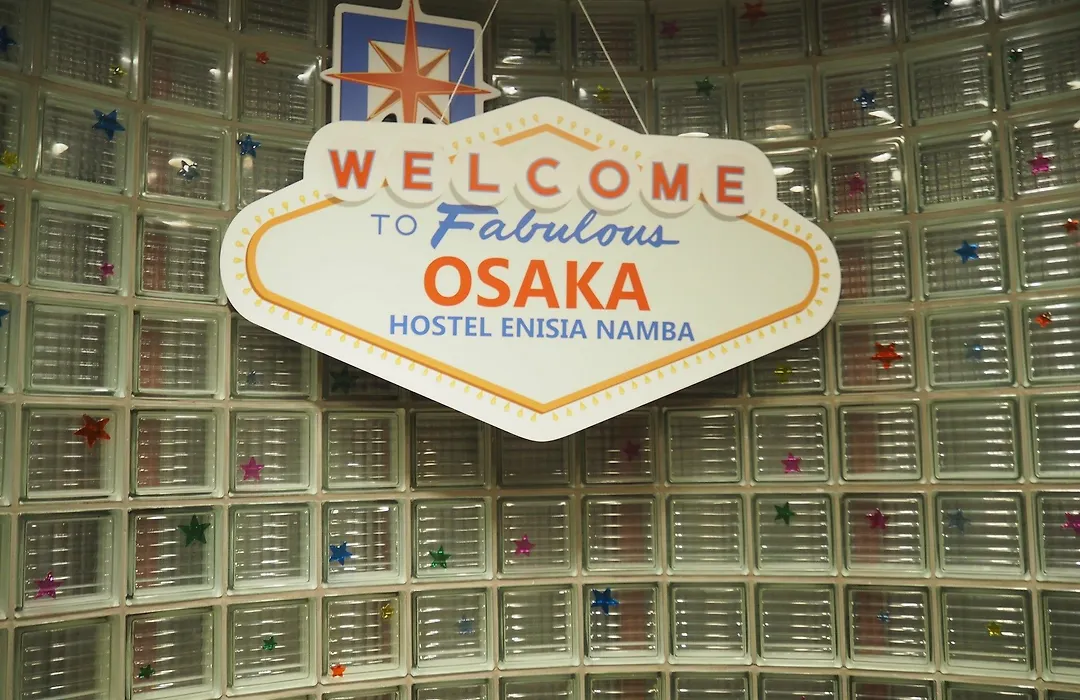 WELCOME
TO Fabulous
OSAKA
HOSTEL ENISIA NAMBA